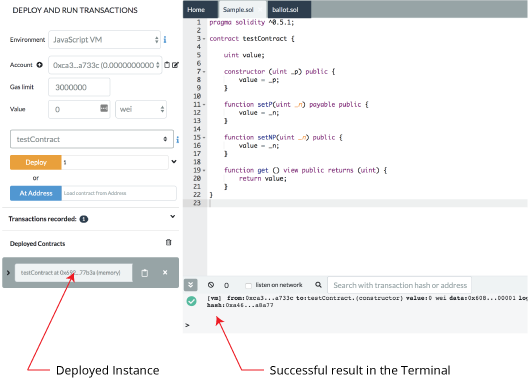 DEPLOY AND RUN TRANSACTIONS
Environment JavaScript VM
Account 0xca3...a733c (0.0000000000
Gas limit 3000000
Value 0 wei
testContract
Deploy 1
or
At Address Load contract from Address
Transactions recorded: 1
Deployed Contracts
testContract at 0x692...77b3a (memory)
Home Sample.sol ballot.sol
1 pragma solidity ^0.5.1;
2
3 contract testContract {
4
5 uint value;
6
7 constructor (uint _p) public {
8 value = _p;
9 }
10
11 function setP(uint _n) payable public {
12 value = _n;
13 }
14
15 function setNP(uint _n) public {
16 value = _n;
17 }
18
19 function get () view public returns (uint) {
20 return value;
21 }
22 }
23
0 listen on network Search with transaction hash or address
[vm] from:0xca3...a733c to:testContract.(constructor) value:0 wei data:0x608...00001 log
hash:0xa46...a8a77
>
Deployed Instance
Successful result in the Terminal